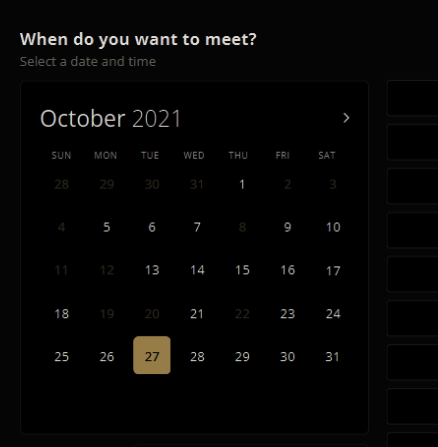 When do you want to meet?
Select a date and time
October 2021
SUN MON TUE WED THU FRI SAT
28 29 30 31 1 2 3
4 5 6 7 8 9 10
11 12 13 14 15 16 17
18 19 20 21 22 23 24
25 26 27 28 29 30 31